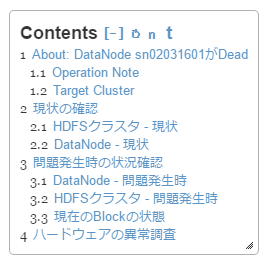 Contents [-] n t
1 About: DataNode sn02031601がDead
1.1 Operation Note
1.2 Target Cluster
2 現状の確認
2.1 HDFSクラスタ - 現状
2.2 DataNode - 現状
3 問題発生時の状況確認
3.1 DataNode - 問題発生時
3.2 HDFSクラスタ - 問題発生時
3.3 現在のBlockの状態
4 ハードウェアの異常調査